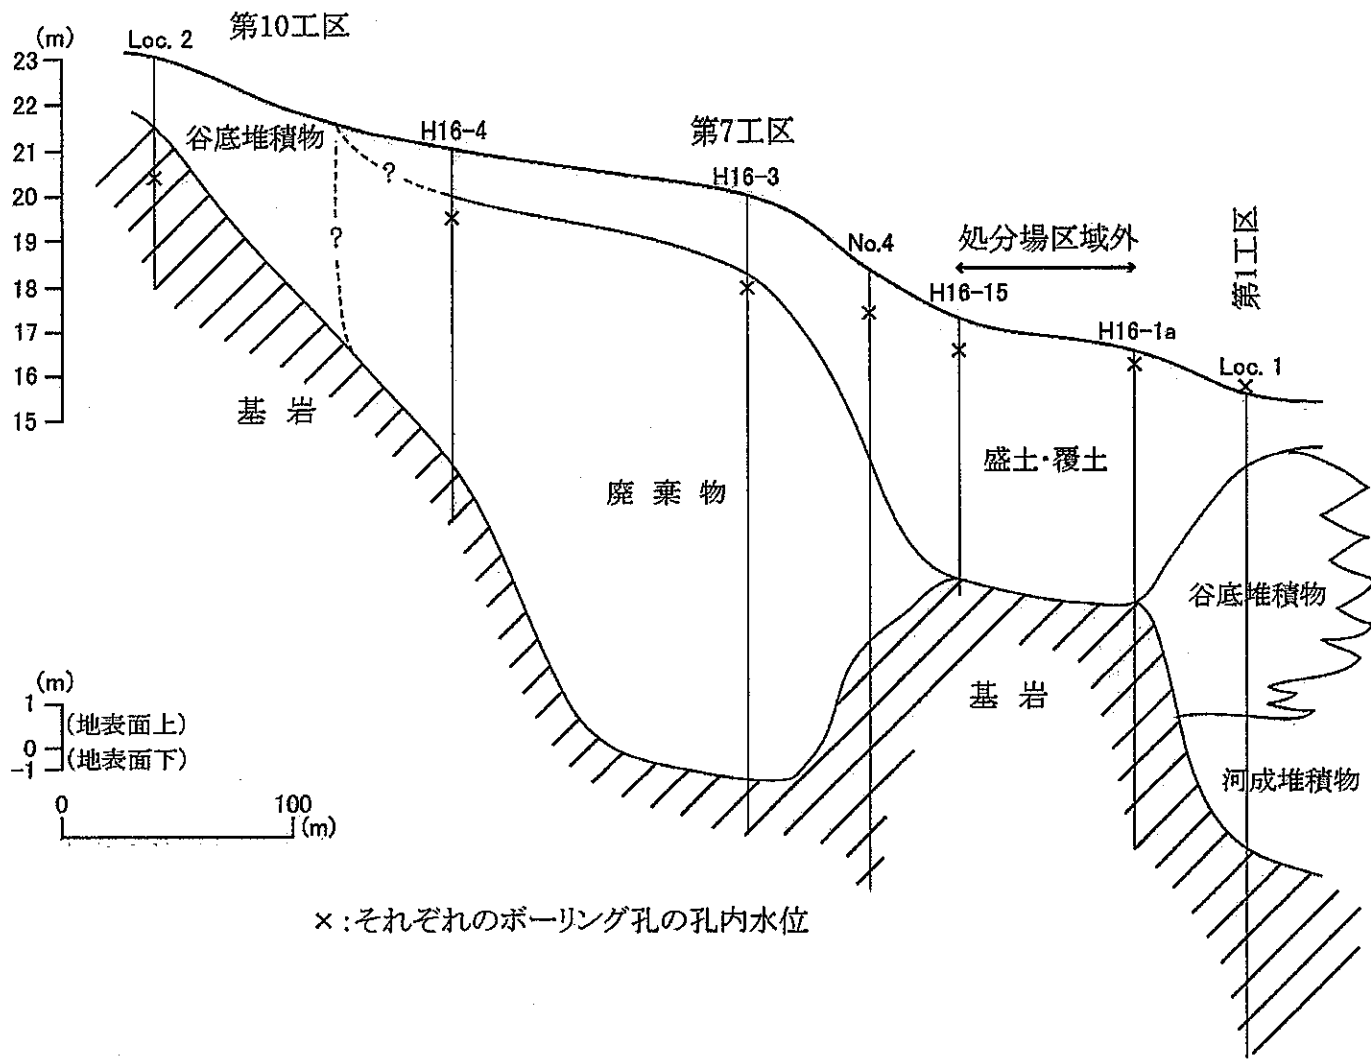 第10工区
(m)
Loc. 2
23
22
21
20
19
18
17
16
15
谷底堆積物
H16-4
?
?
第7工区
H16-3
No.4
処分場区域外
H16-15
H16-1a
第1工区
Loc. 1
基岩
廃棄物
盛土・覆土
谷底堆積物
基岩
河成堆積物
(m)
1
(地表面上)
0
(地表面下)
-1
0
100
(m)
×:それぞれのボーリング孔の孔内水位